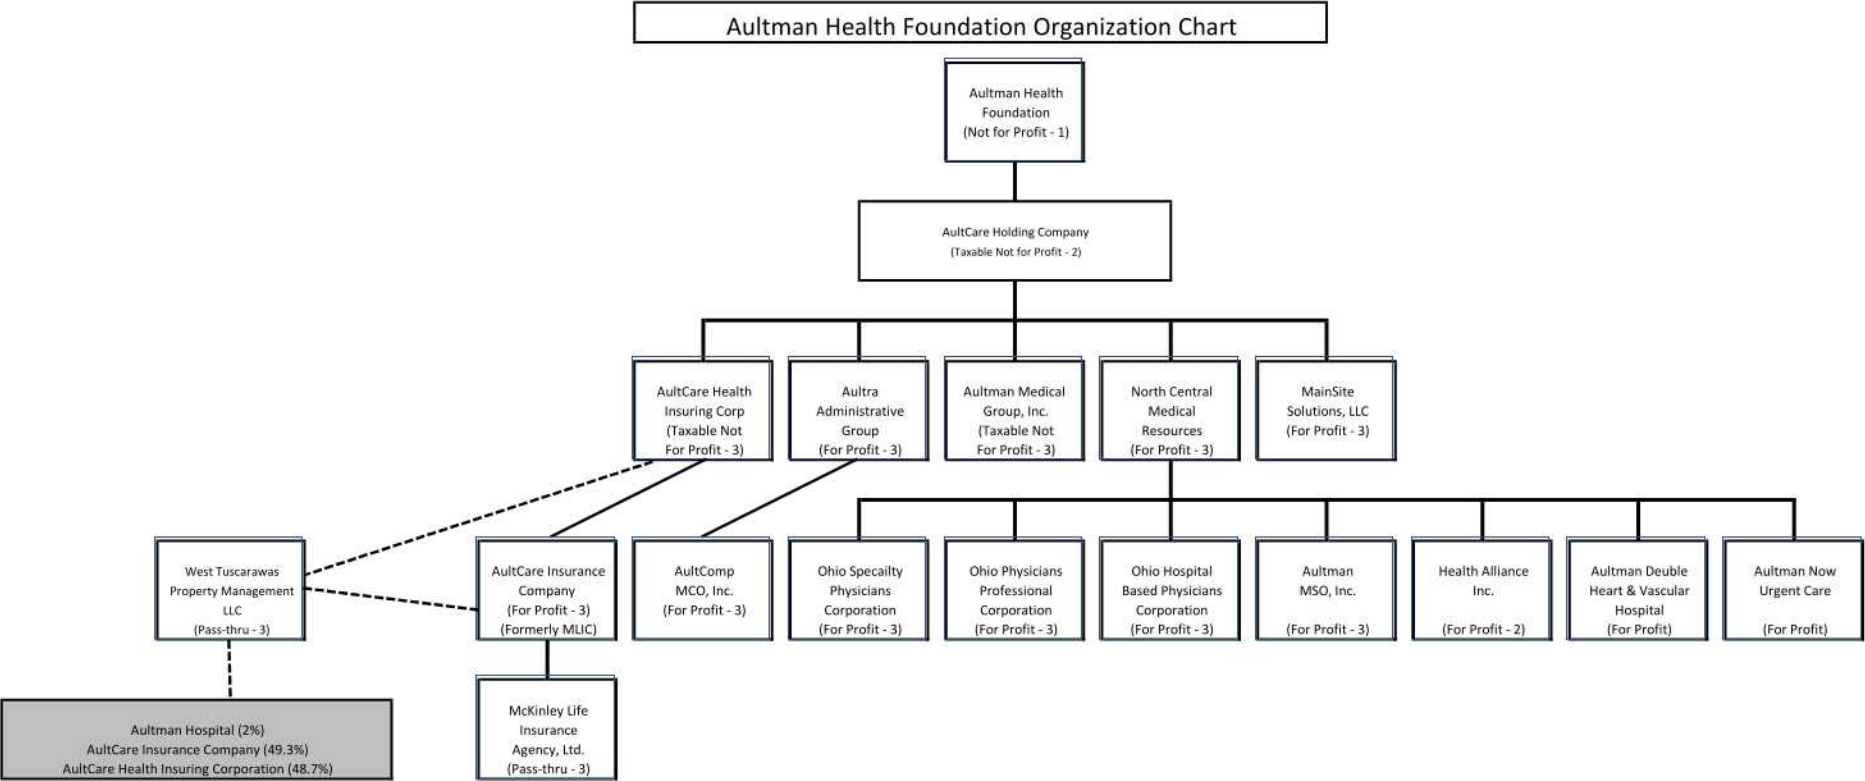 Aultman Health Foundation Organization Chart
Aultman Health
Foundation
(Not for Profit - 1)
AultCare Holding Company
(Taxable Not for Profit - 2)
AultCare Health
Insuring Corp
(Taxable Not
For Profit - 3)
Aultra
Administrative
Group
(For Profit - 3)
Aultman Medical
Group, Inc.
(Taxable Not
For Profit - 3)
North Central
Medical
Resources
(For Profit - 3)
MainSite
Solutions, LLC
(For Profit - 3)
West Tuscarawas
Property Management
LLC
(Pass-thru - 3)
AultCare Insurance
Company
(For Profit - 3)
(Formerly MLIC)
AultComp
MCO, Inc.
(For Profit - 3)
Ohio Specailty
Physicians
Corporation
(For Profit - 3)
Ohio Physicians
Professional
Corporation
(For Profit - 3)
Ohio Hospital
Based Physicians
Corporation
(For Profit - 3)
Aultman
MSO, Inc.
(For Profit - 3)
Health Alliance
Inc.
(For Profit - 2)
Aultman Deuble
Heart & Vascular
Hospital
(For Profit)
Aultman Now
Urgent Care
(For Profit)
Aultman Hospital (2%)
AultCare Insurance Company (49.3%)
AultCare Health Insuring Corporation (48.7%)
McKinley Life
Insurance
Agency, Ltd.
(Pass-thru - 3)